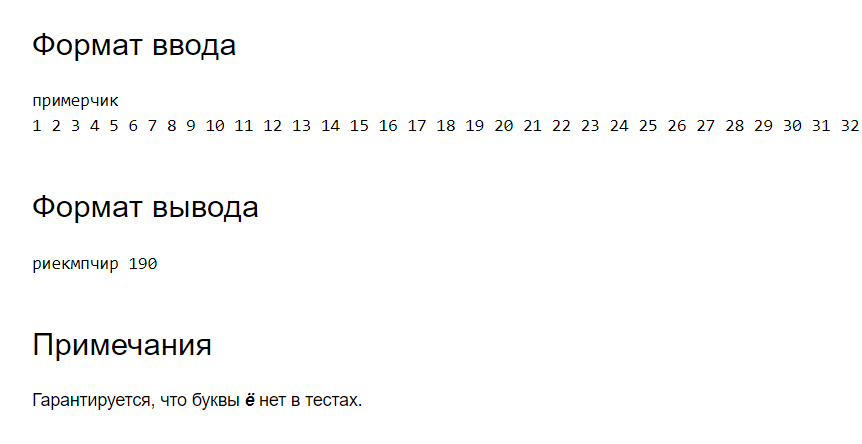 Формат ввода
примерчик
1 2 3 4 5 6 7 8 9 10 11 12 13 14 15 16 17 18 19 20 21 22 23 24 25 26 27 28 29 30 31 32
Формат вывода
риекмпчир 190
Примечания
Гарантируется, что буквы ё нет в тестах.